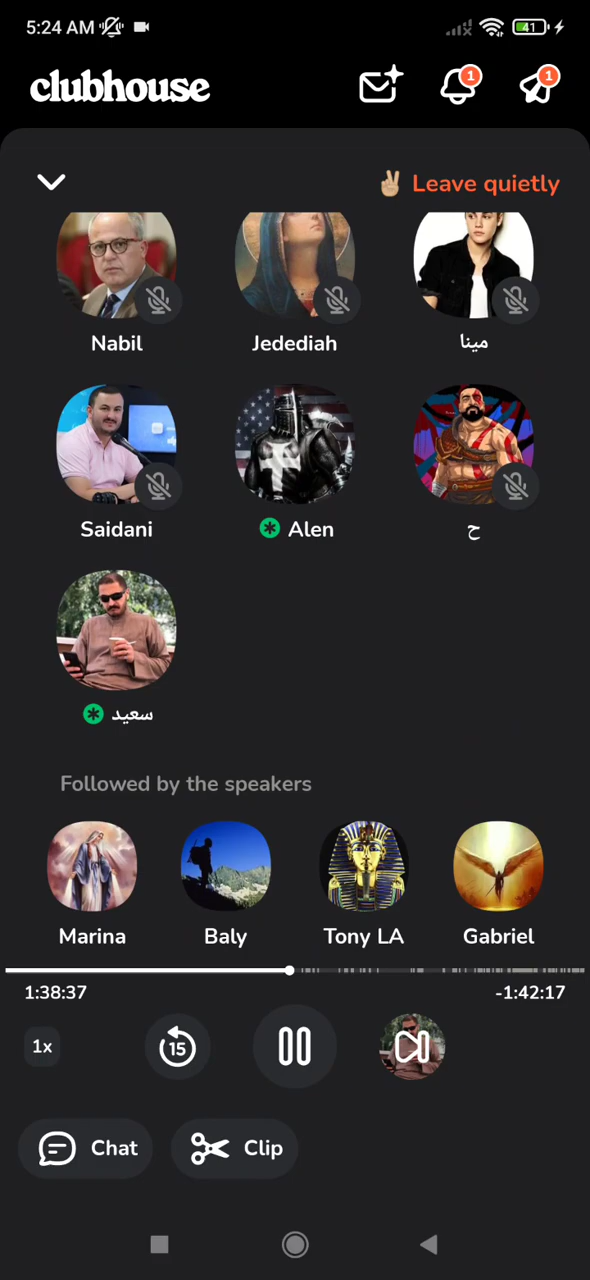 5:24 AM
41
clubhouse
1
1
✌🏼 Leave quietly
Nabil
Jedediah
مينا
Saidani
Alen
ح
سعيد
Followed by the speakers
Marina
Baly
Tony LA
Gabriel
1:38:37
-1:42:17
1x
15
Chat
Clip